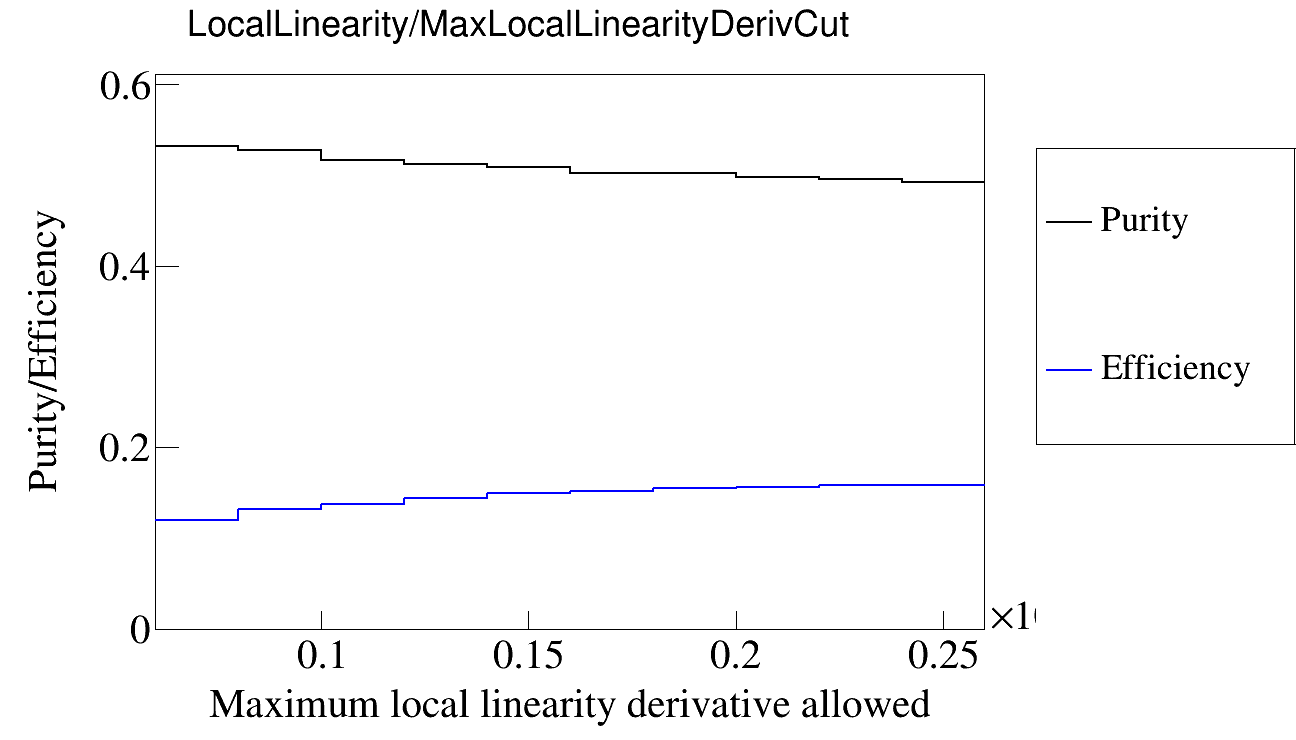 LocalLinearity/MaxLocalLinearityDerivCut
0.6
0.4
0.2
0
Purity/Efficiency
0.1 0.15 0.2 0.25
Maximum local linearity derivative allowed
Purity
Efficiency